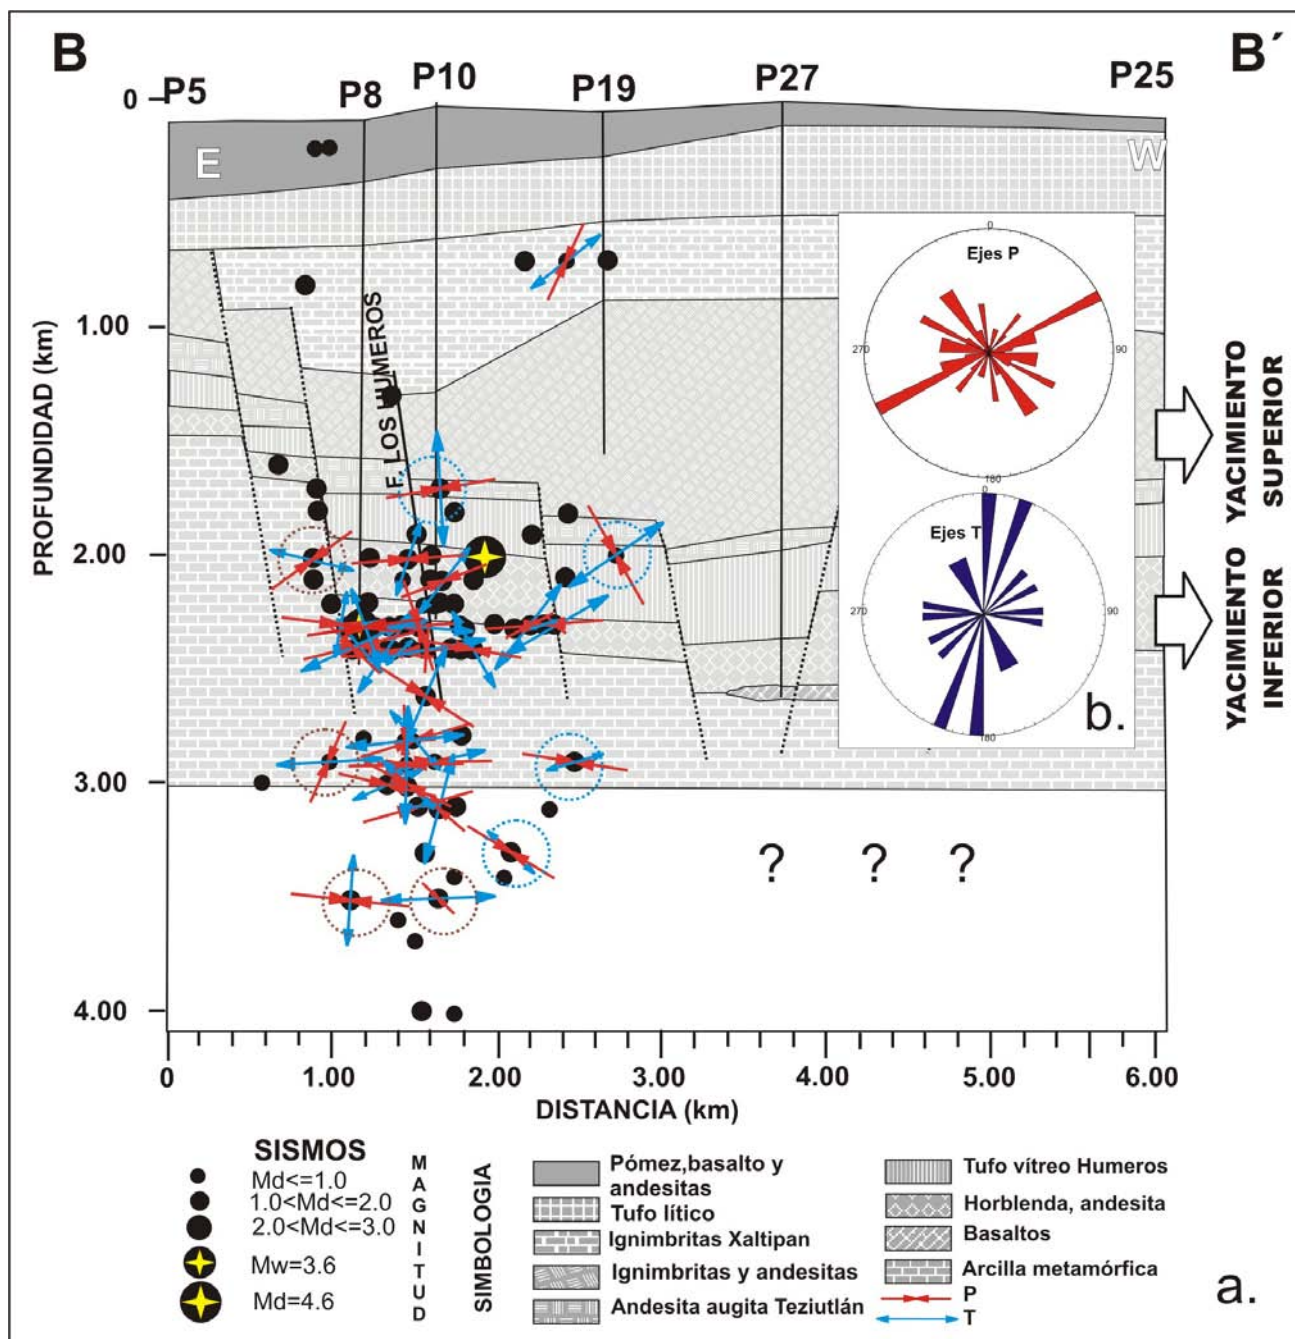 B
B´
P5
P8
P10
P19
P27
P25
E
W
0
1.00
2.00
3.00
4.00
PROFUNDIDAD (km)
F. LOS HUMEROS
0
Ejes P
270
90
180
0
Ejes T
270
90
180
b.
YACIMIENTO
SUPERIOR
YACIMIENTO
INFERIOR
? ? ?
0
1.00
2.00
3.00
4.00
5.00
6.00
DISTANCIA (km)
SISMOS
Md<=1.0
1.0<Md<=2.0
2.0<Md<=3.0
Mw=3.6
Md=4.6
MAGNITUD
SIMBOLOGIA
Pómez,basalto y
andesitas
Tufo lítico
Ignimbritas Xaltipan
Ignimbritas y andesitas
Andesita augita Teziutlán
Tufo vítreo Humeros
Horblenda, andesita
Basaltos
Arcilla metamórfica
P
T
a.